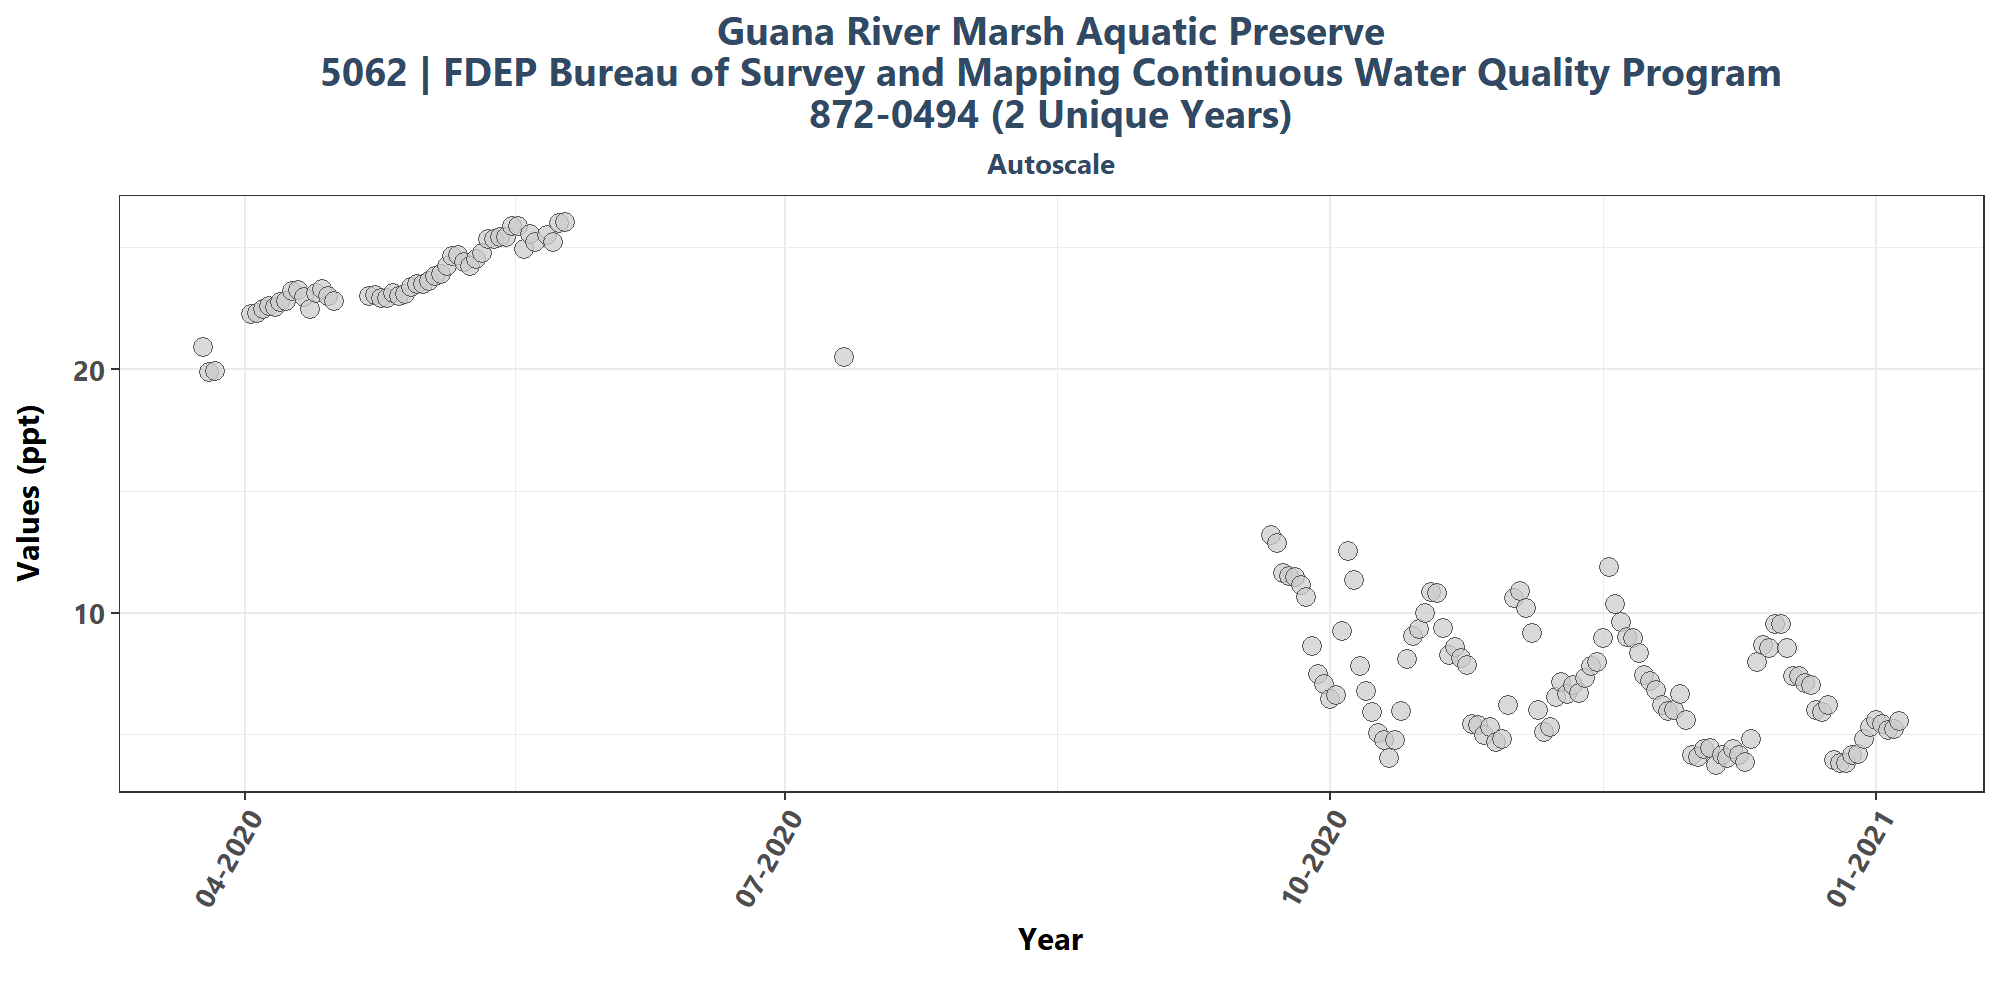 Guana River Marsh Aquatic Preserve
5062 | FDEP Bureau of Survey and Mapping Continuous Water Quality Program
872-0494 (2 Unique Years)
Autoscale
Values (ppt)
20
10
04-2020
07-2020
10-2020
01-2021
Year